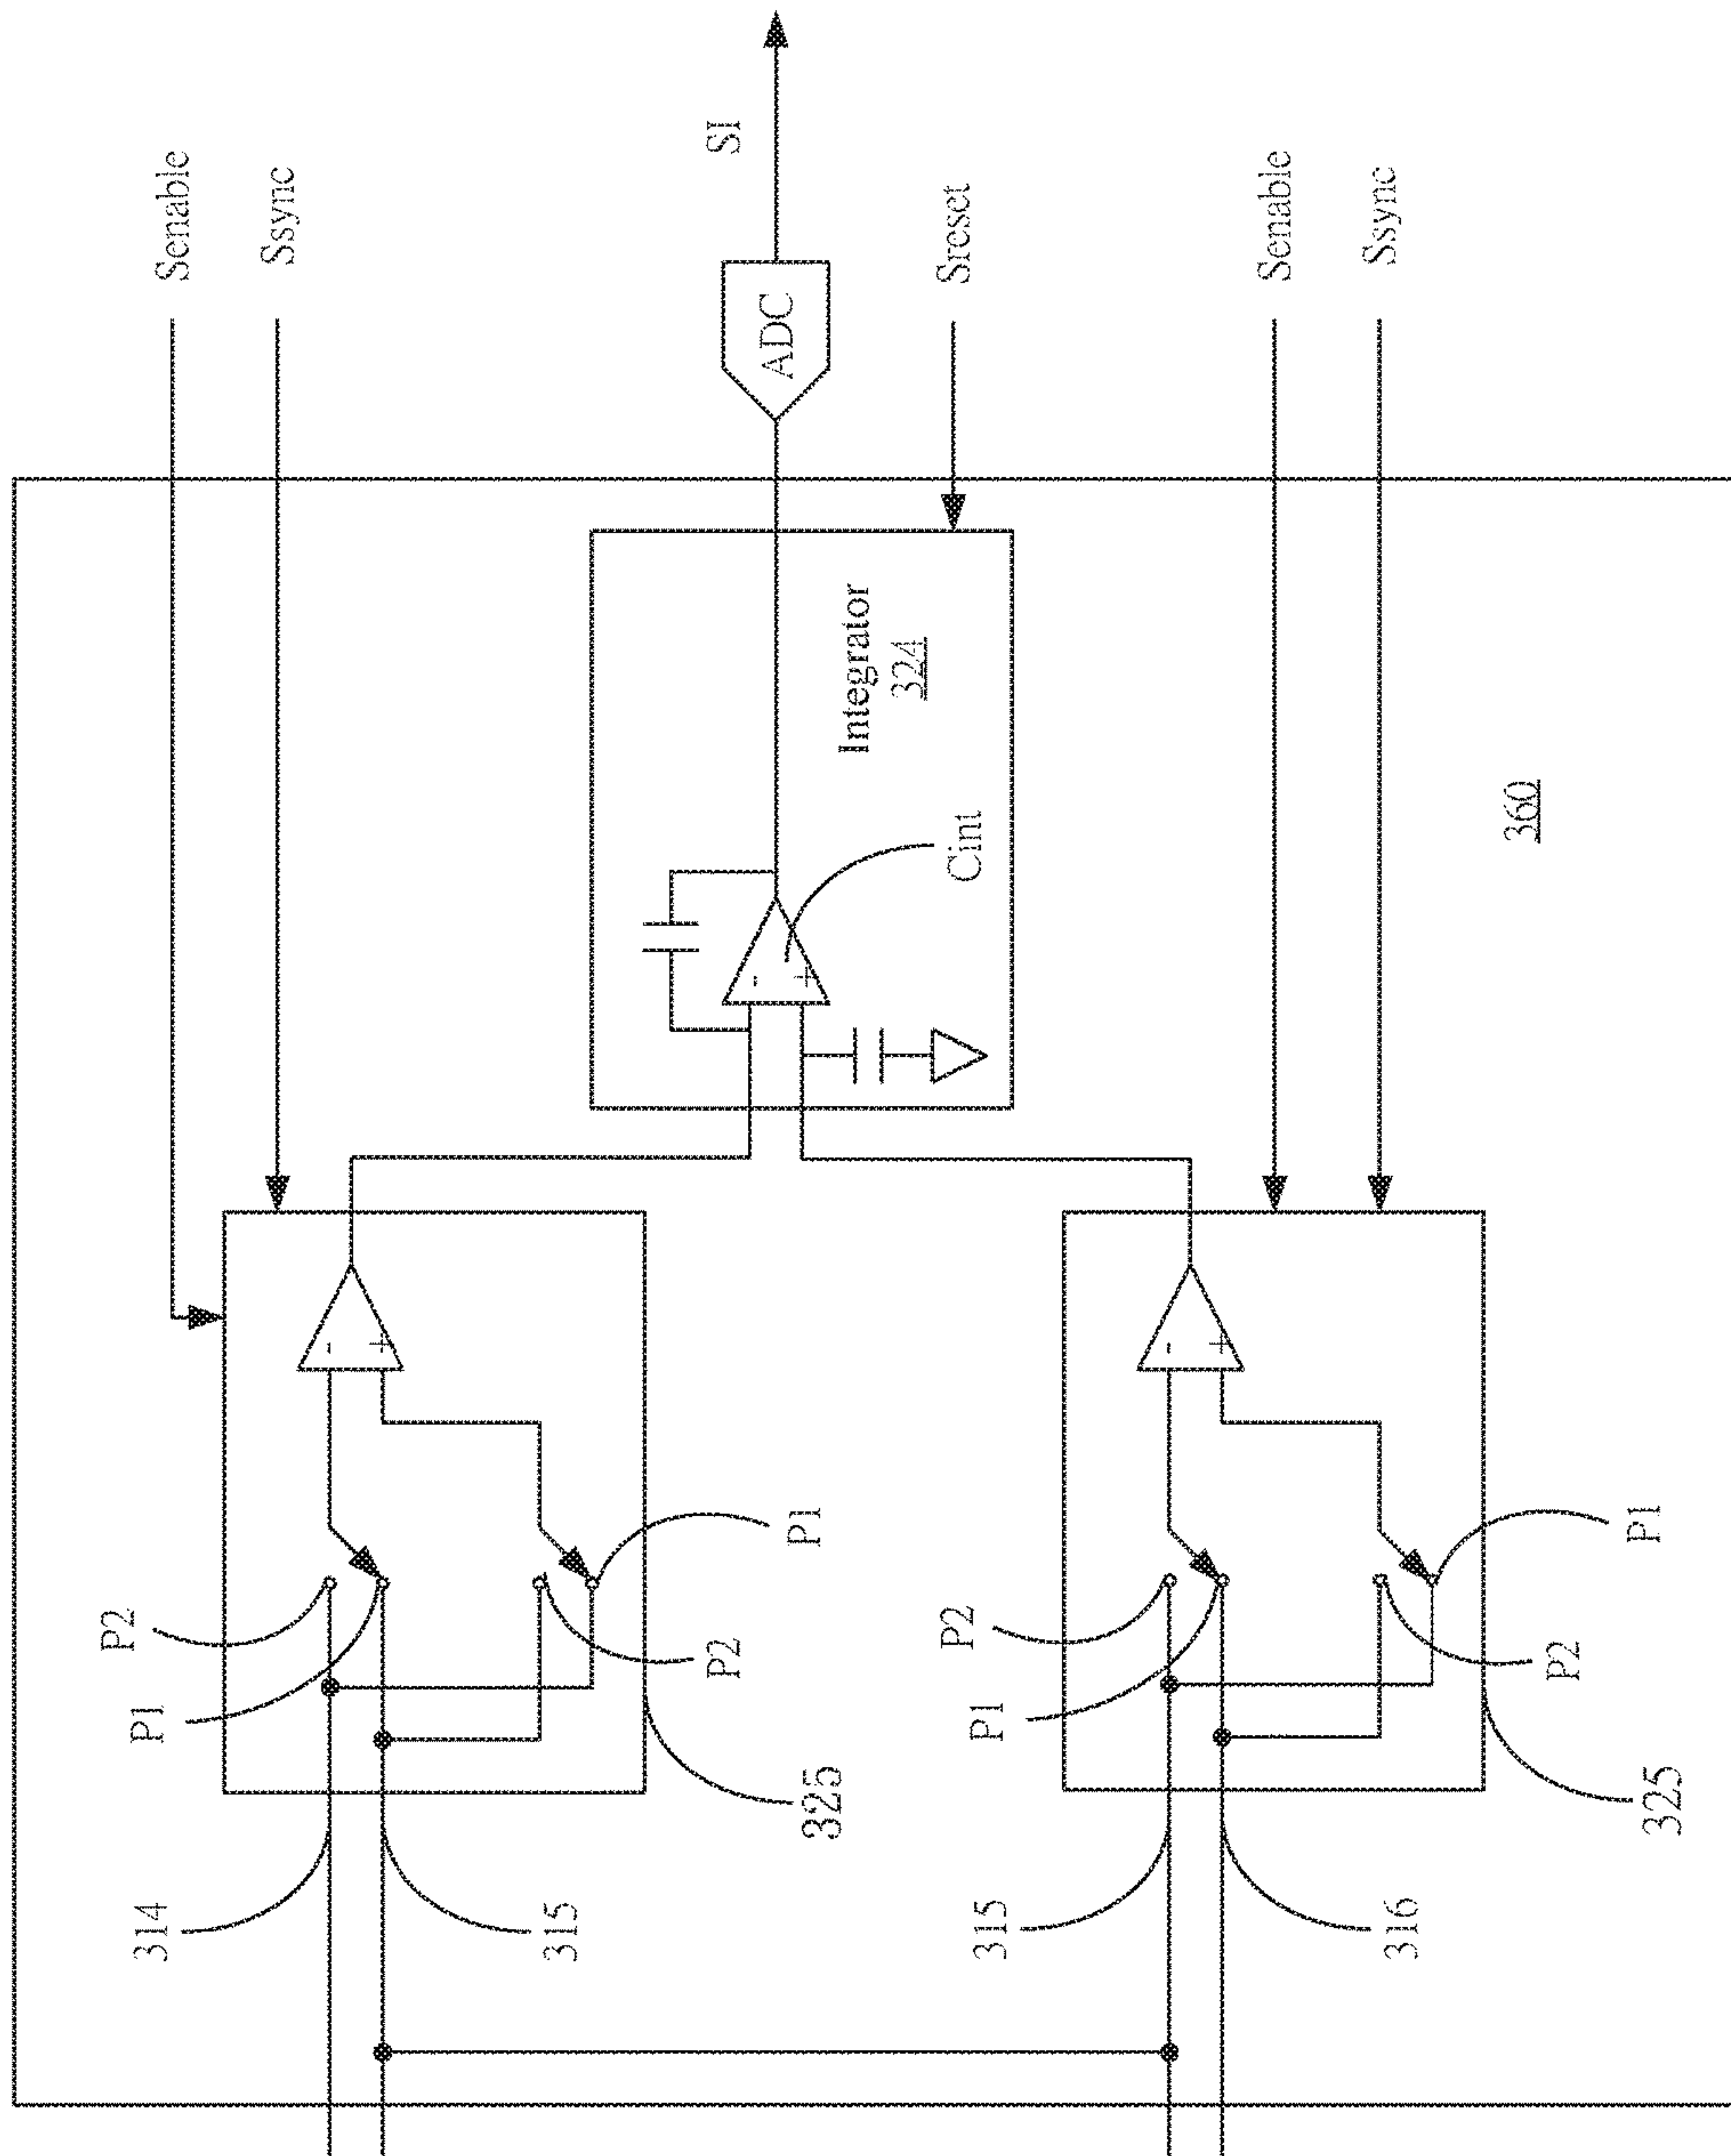 Senable
Ssync
SI
ADC
Sreset
Senable
Ssync
Integrator
324
Cint
360
-
+
-
+
-
+
P2
P1
P1
P2
P2
P1
P1
P2
325
325
314
315
315
316